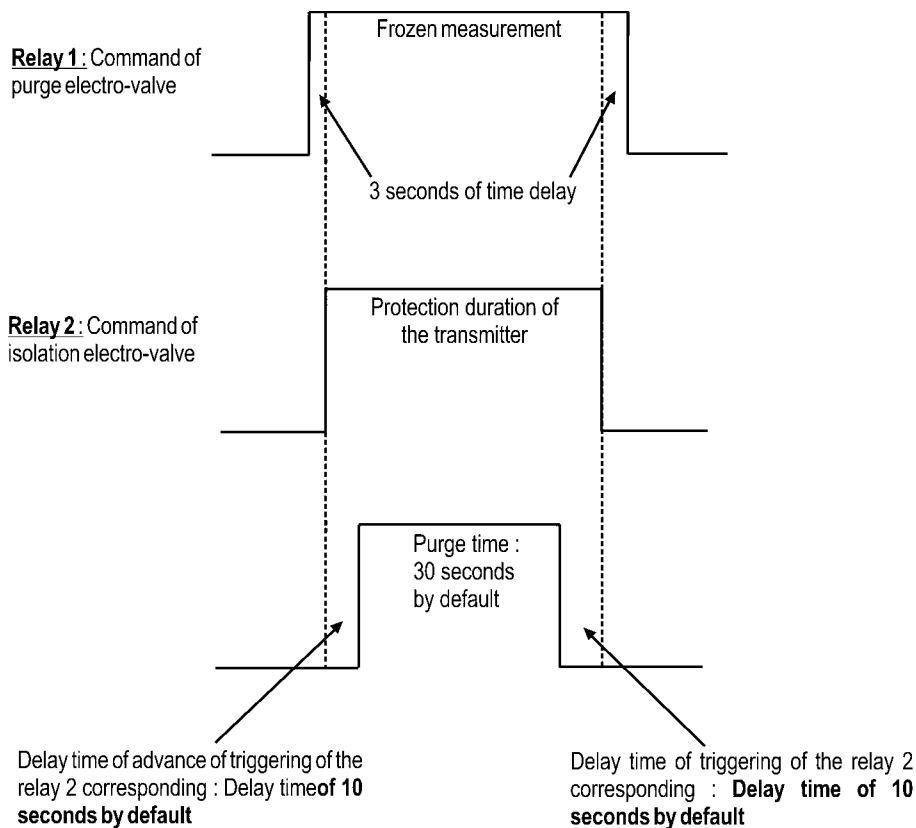 Frozen measurement
Relay 1 : Command of
purge electro-valve
3 seconds of time delay
Protection duration of
the transmitter
Relay 2 : Command of
isolation electro-valve
Purge time :
30 seconds
by default
Delay time of advance of triggering of the
relay 2 corresponding : Delay timeof 10
seconds by default
Delay time of triggering of the relay 2
corresponding : Delay time of 10
seconds by default